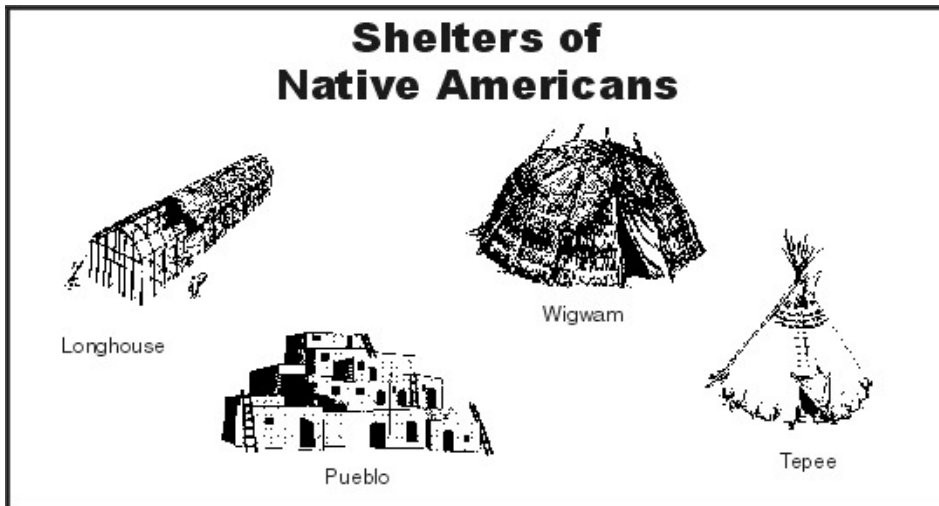 Shelters of
Native Americans
Wigwam
Longhouse
Tepee
Pueblo